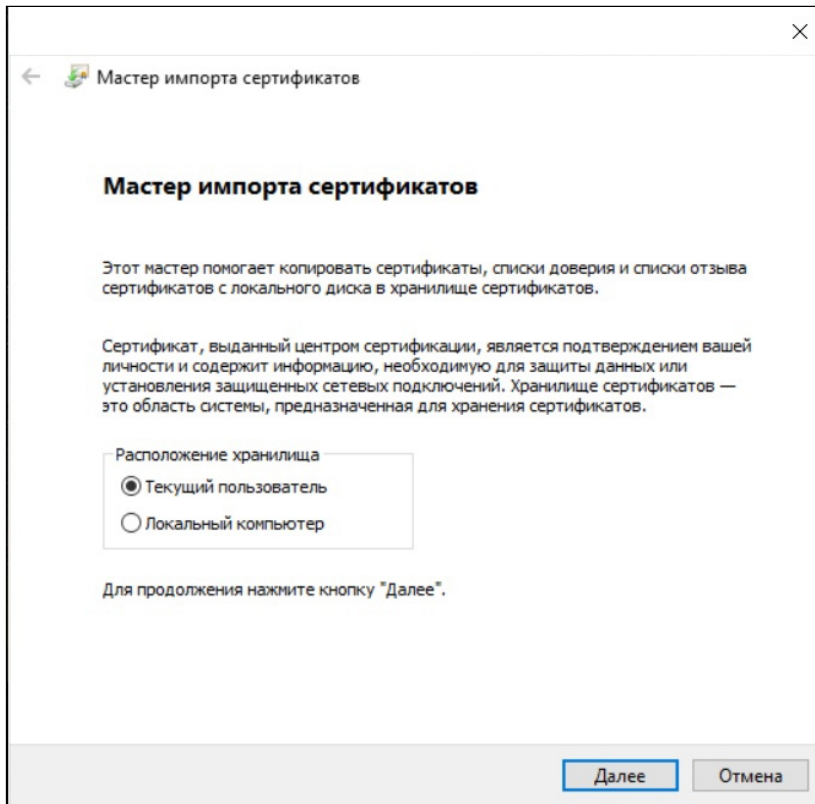 Мастер импорта сертификатов
Мастер импорта сертификатов
Этот мастер помогает копировать сертификаты, списки доверия и списки отзыва
сертификатов с локального диска в хранилище сертификатов.
Сертификат, выданный центром сертификации, является подтверждением вашей
личности и содержит информацию, необходимую для защиты данных или
установления защищенных сетевых подключений. Хранилище сертификатов —
это область системы, предназначенная для хранения сертификатов.
Расположение хранилища
Текущий пользователь
Локальный компьютер
Для продолжения нажмите кнопку "Далее".
Далее
Отмена